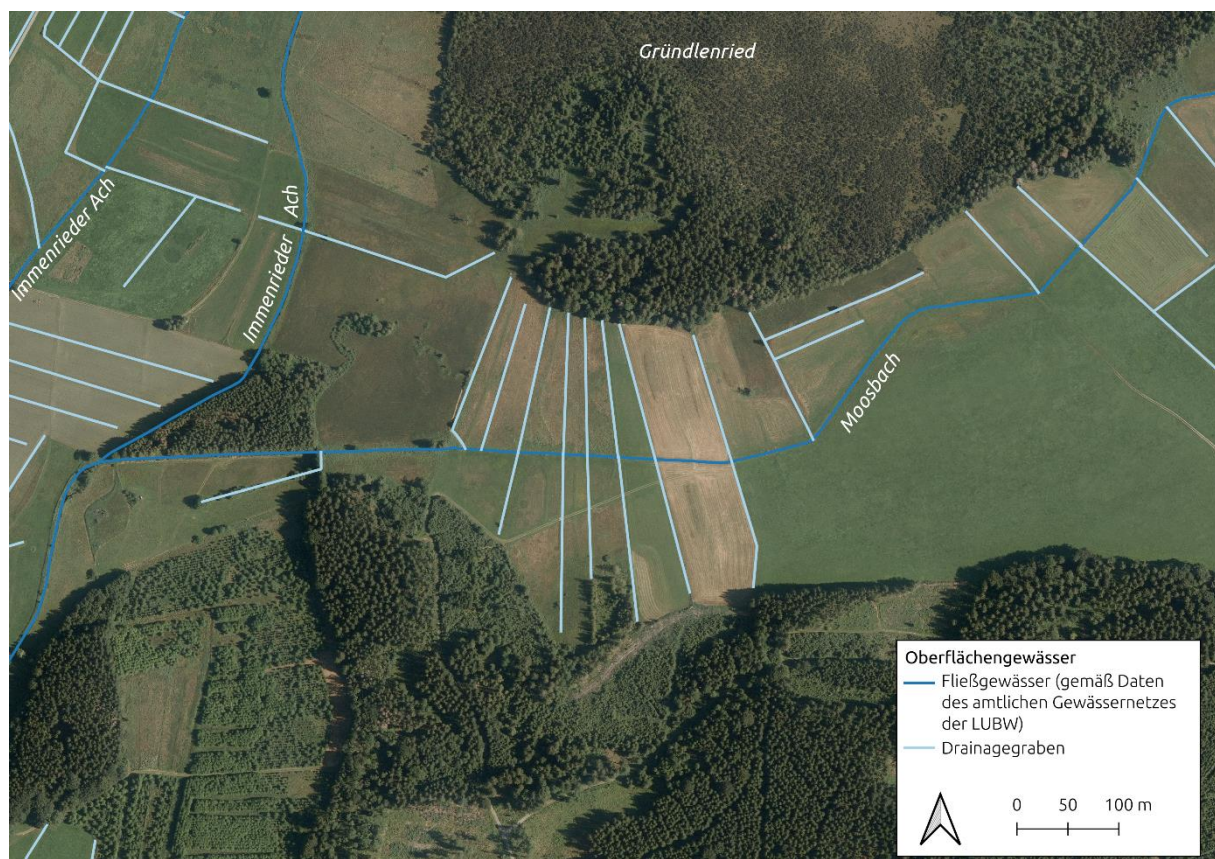 Gründlenried
Immenrieder Ach
Immenrieder Ach
Moosbach
Oberflächengewässer
Fließgewässer (gemäß Daten
des amtlichen Gewässernetzes
der LUBW)
Drainagegraben
0 50 100 m